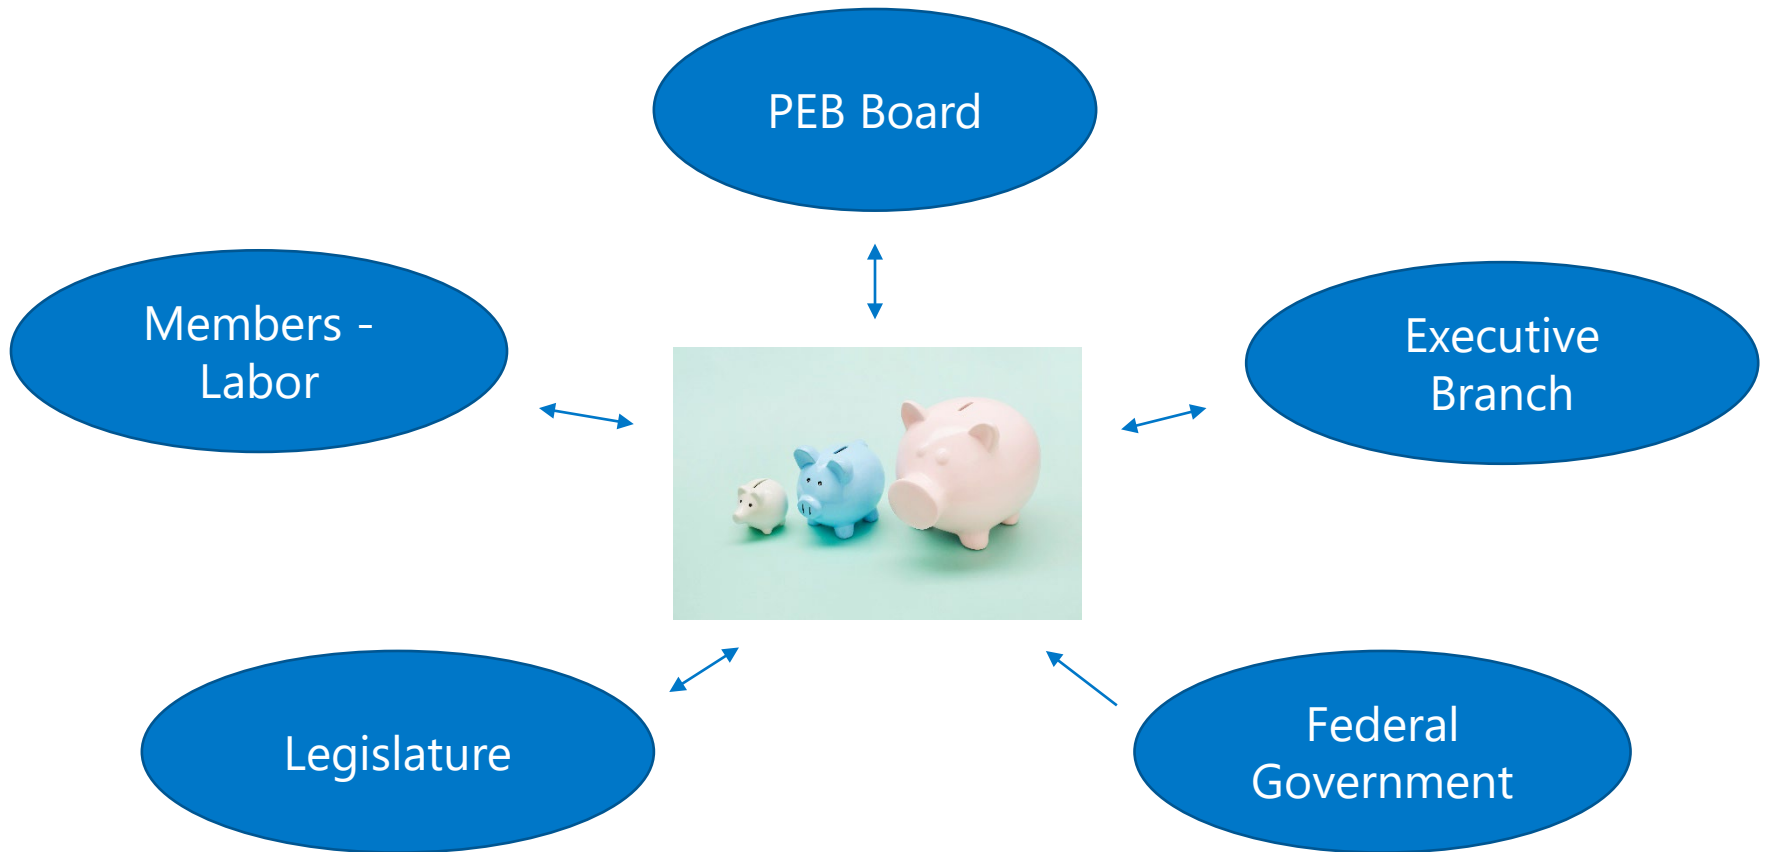 PEB Board
Members -
Labor
Executive
Branch
Legislature
Federal
Government